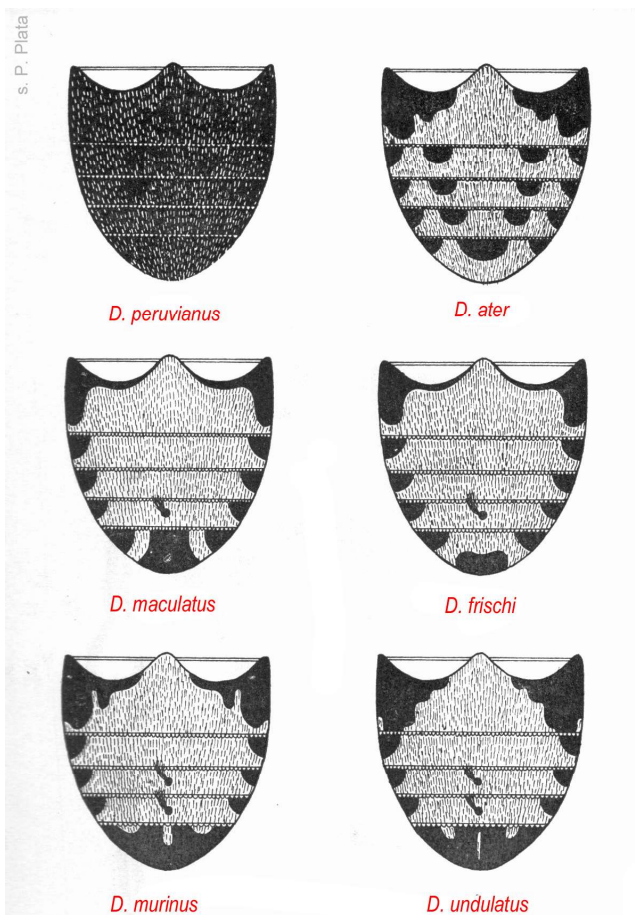 s. P. Plata
D. peruvianus
D. ater
D. maculatus
D. frischi
D. murinus
D. undulatus